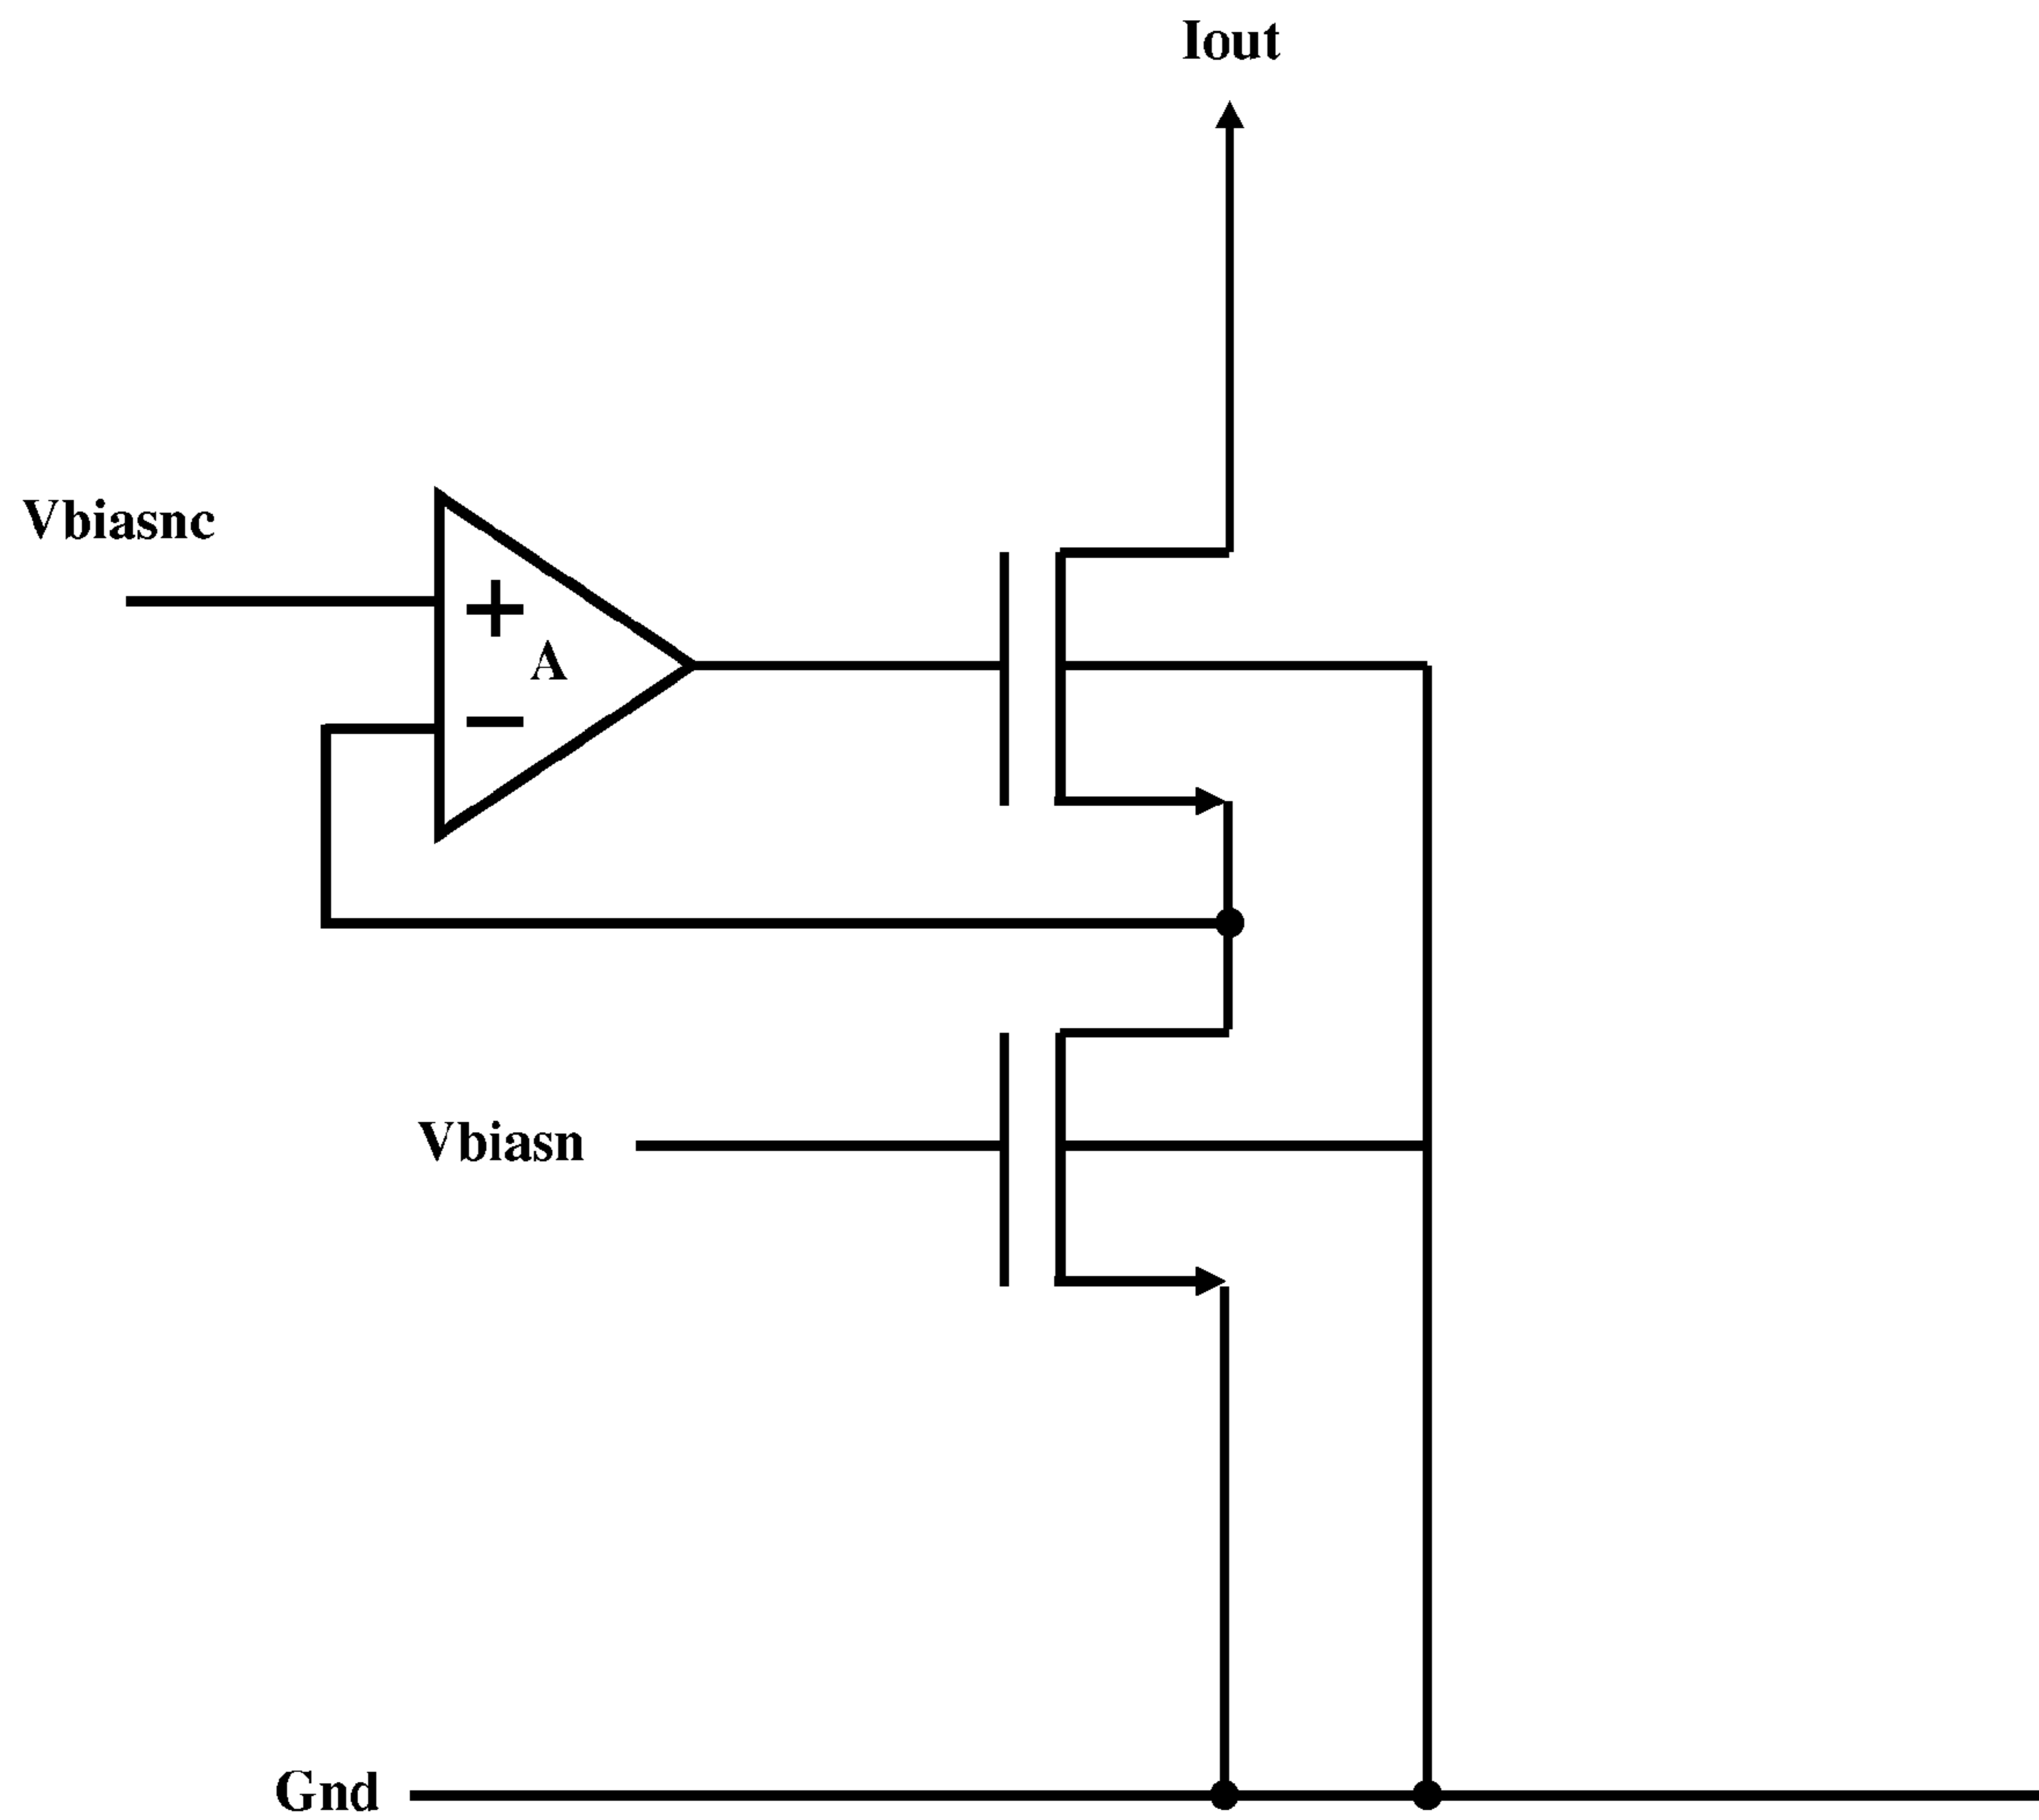 Iout
Vbiasnc
+
A
−
Vbiasn
Gnd